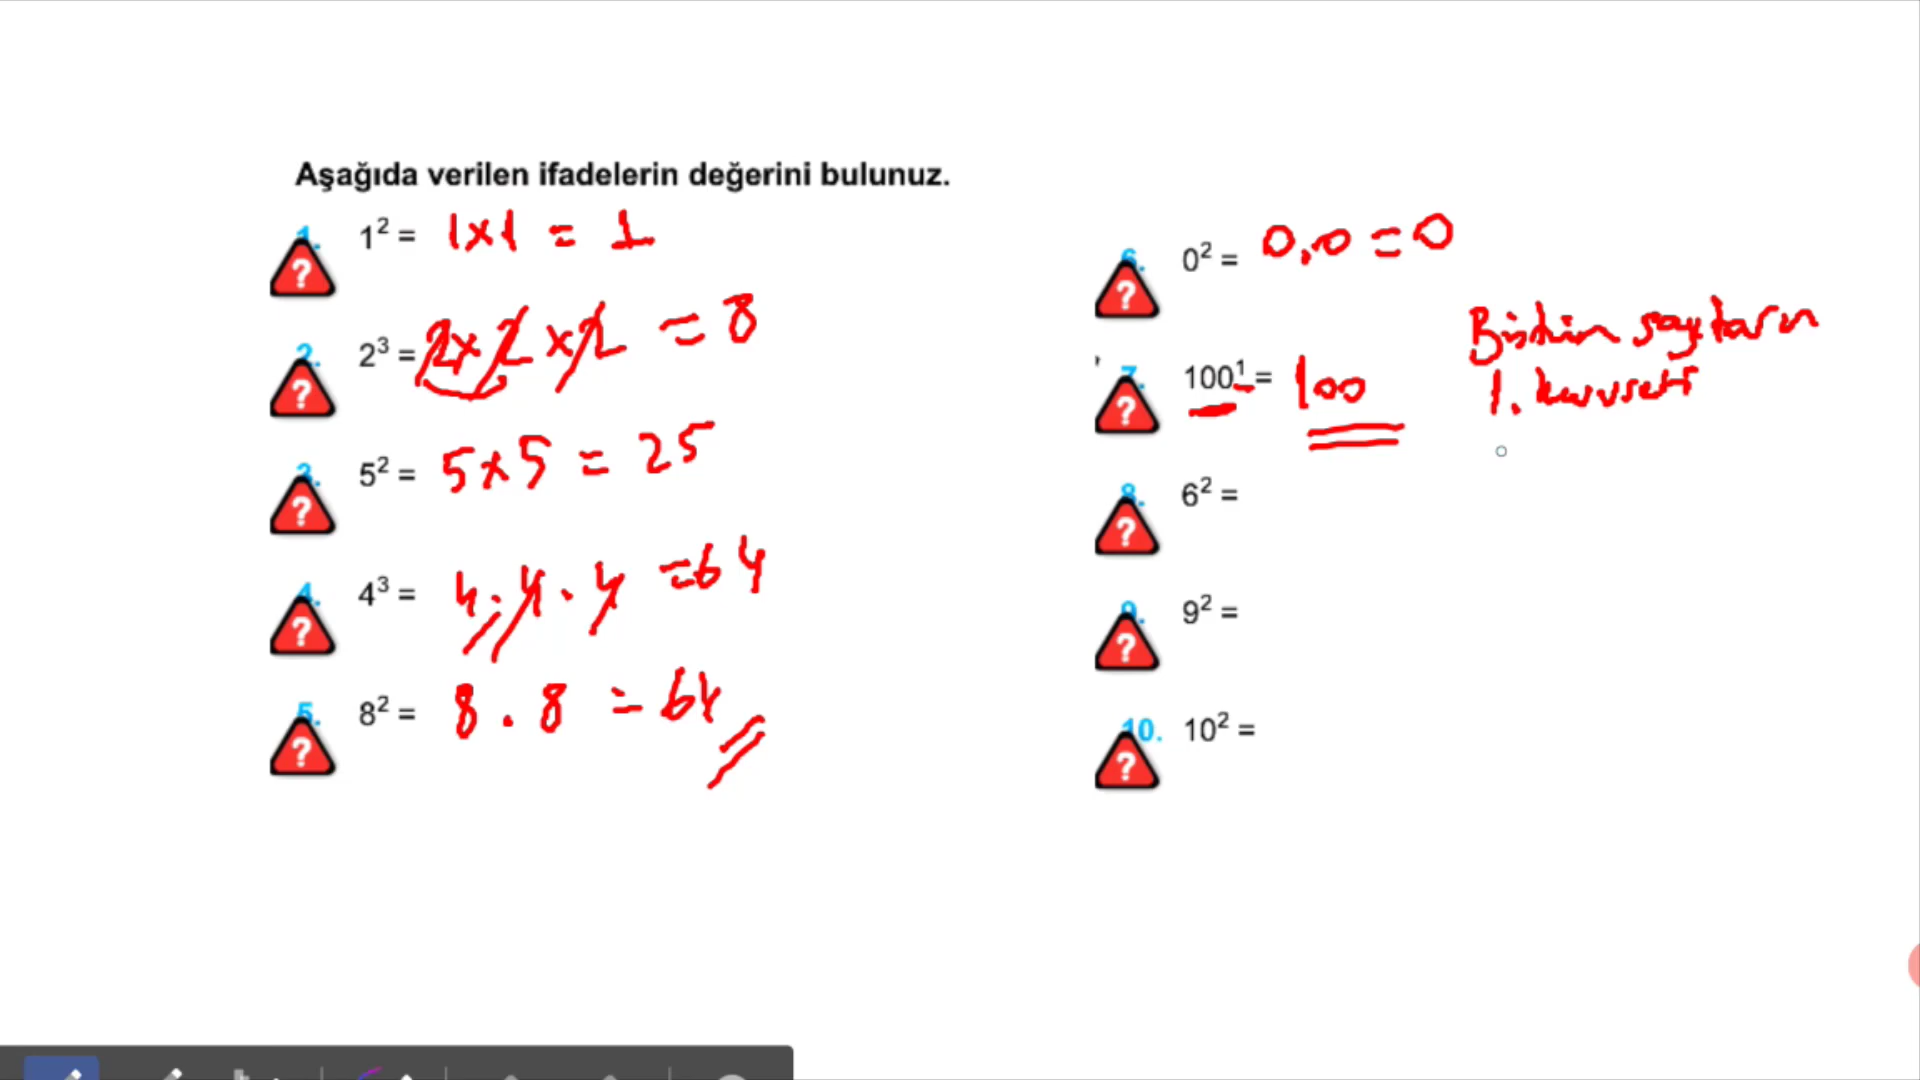 Aşağıda verilen ifadelerin değerini bulunuz.
1. 1² = 1x1 = 1
2. 2³ = 2x2x2 = 8
3. 5² = 5x5 = 25
4. 4³ = 4.4.4 = 64
5. 8² = 8.8 = 64
6. 0² = 0.0 = 0
7. 100¹ = 100
Bütün sayıların
1. kuvveti
8. 6² =
9. 9² =
10. 10² =